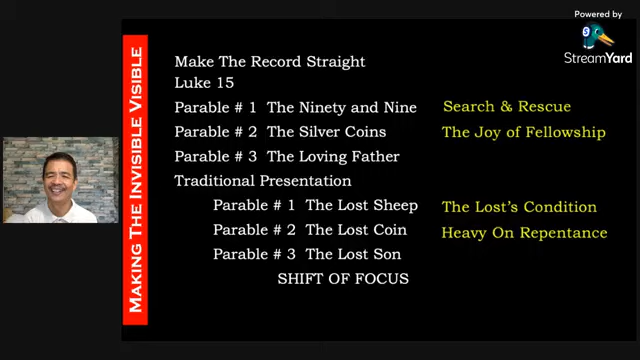 Powered by
StreamYard
MAKING THE INVISIBLE VISIBLE
Make The Record Straight
Luke 15
Parable # 1 The Ninety and Nine Search & Rescue
Parable # 2 The Silver Coins The Joy of Fellowship
Parable # 3 The Loving Father
Traditional Presentation
Parable # 1 The Lost Sheep The Lost's Condition
Parable # 2 The Lost Coin Heavy On Repentance
Parable # 3 The Lost Son
SHIFT OF FOCUS